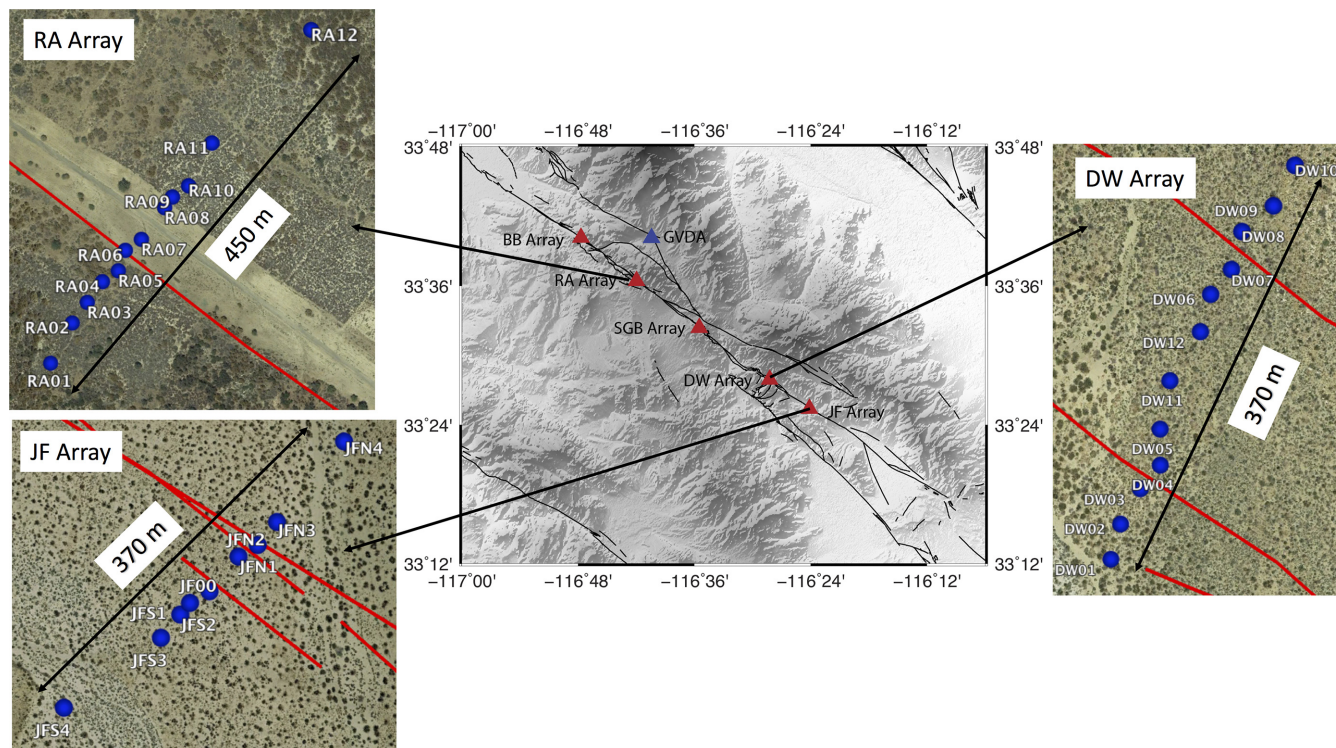 RA Array
RA12
RA11
RA10
RA09
RA08
RA07
RA06
RA05
RA04
RA03
RA02
RA01
450 m
JF Array
JFN4
JFN3
JFN2
JFN1
JF00
JFS1
JFS2
JFS3
JFS4
370 m
−117°00' −116°48' −116°36' −116°24' −116°12'
33°48' 33°48'
BB Array GVDA
33°36' RA Array 33°36'
SGB Array
DW Array
33°24' JF Array 33°24'
33°12' 33°12'
−117°00' −116°48' −116°36' −116°24' −116°12'
DW Array
DW10
DW09
DW08
DW07
DW06
DW12
DW11
DW05
DW04
DW03
DW02
DW01
370 m